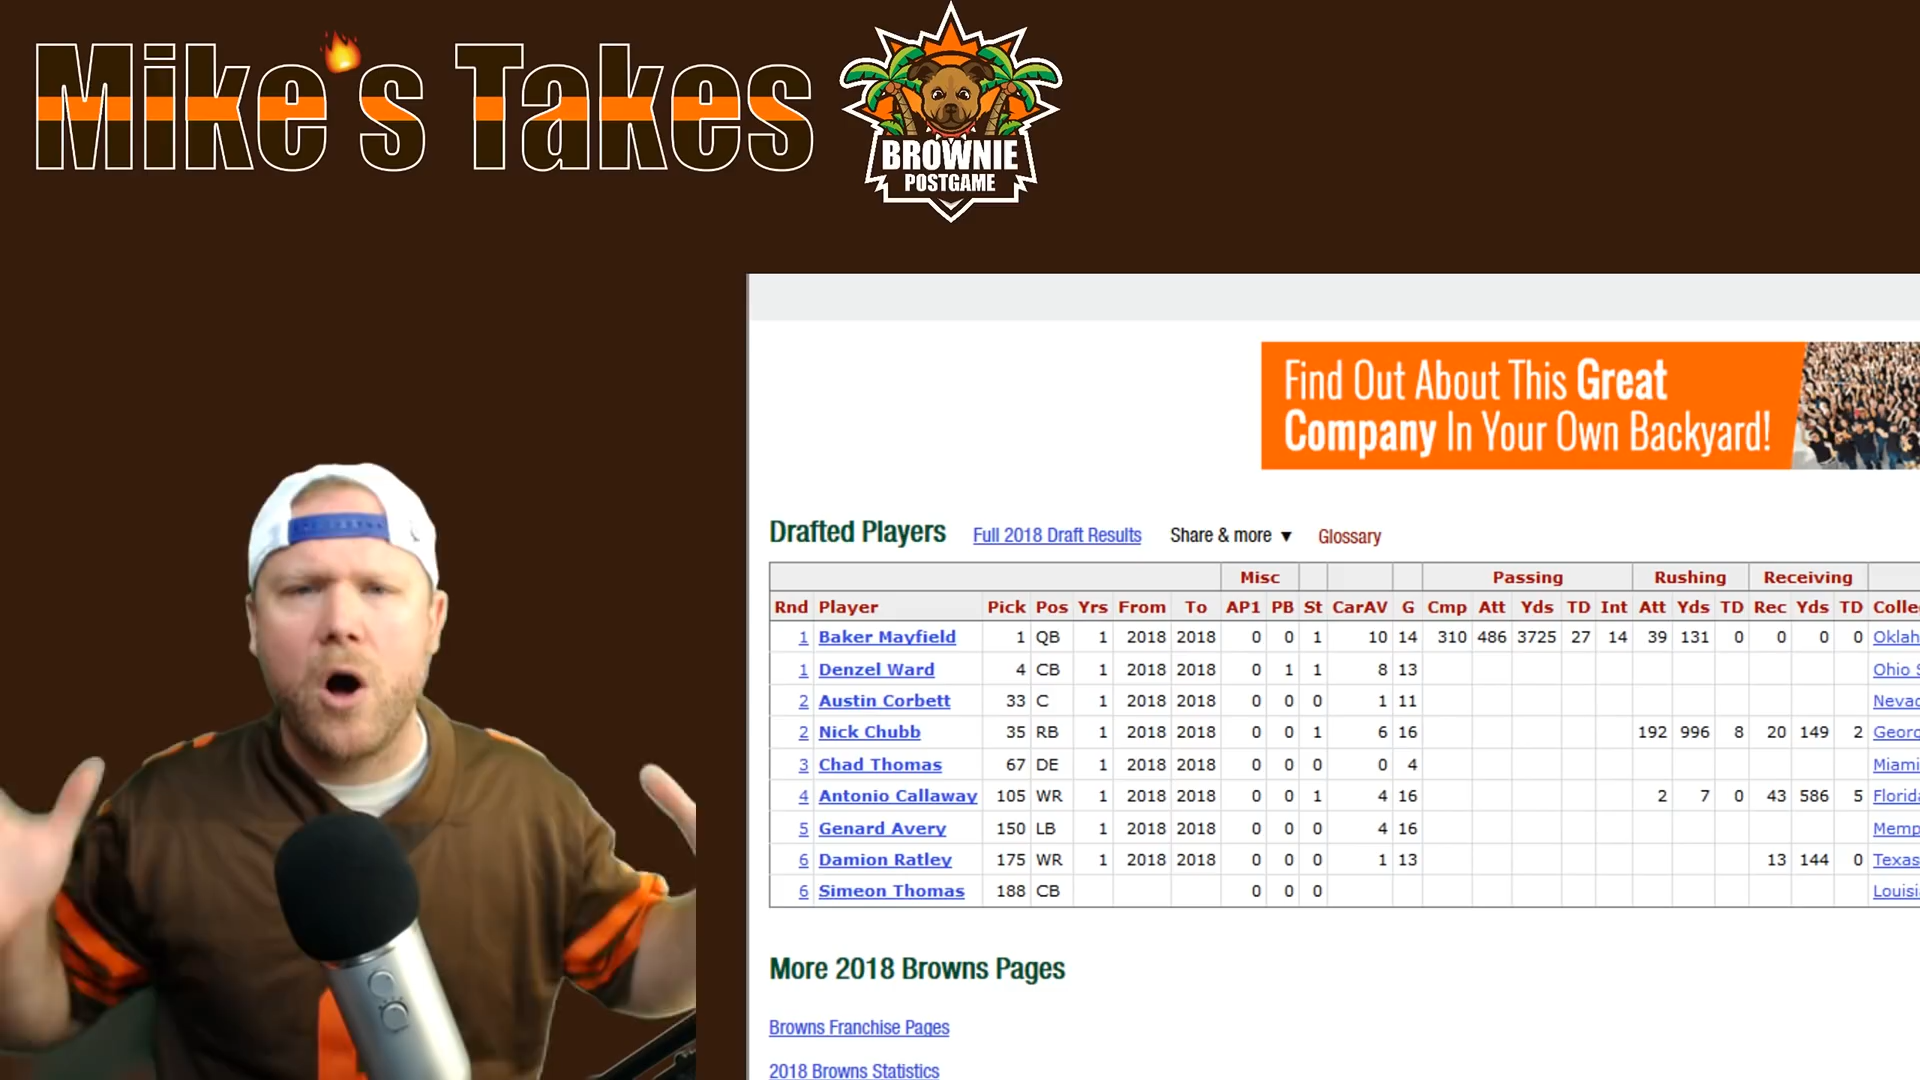 Mike's Takes
BROWNIE
POSTGAME
Find Out About This Great
Company In Your Own Backyard!
Drafted Players Full 2018 Draft Results Share & more ▼ Glossary
Misc Passing Rushing Receiving
Rnd Player Pick Pos Yrs From To AP1 PB St CarAV G Cmp Att Yds TD Int Att Yds TD Rec Yds TD Colle
1 Baker Mayfield 1 QB 1 2018 2018 0 0 1 10 14 310 486 3725 27 14 39 131 0 0 0 0 Oklah
1 Denzel Ward 4 CB 1 2018 2018 0 1 1 8 13 Ohio S
2 Austin Corbett 33 C 1 2018 2018 0 0 0 1 11 Nevad
2 Nick Chubb 35 RB 1 2018 2018 0 0 1 6 16 192 996 8 20 149 2 Georg
3 Chad Thomas 67 DE 1 2018 2018 0 0 0 0 4 Miami
4 Antonio Callaway 105 WR 1 2018 2018 0 0 1 4 16 2 7 0 43 586 5 Florida
5 Genard Avery 150 LB 1 2018 2018 0 0 0 4 16 Memp
6 Damion Ratley 175 WR 1 2018 2018 0 0 0 1 13 13 144 0 Texas
6 Simeon Thomas 188 CB 0 0 0 Louisi
More 2018 Browns Pages
Browns Franchise Pages
2018 Browns Statistics